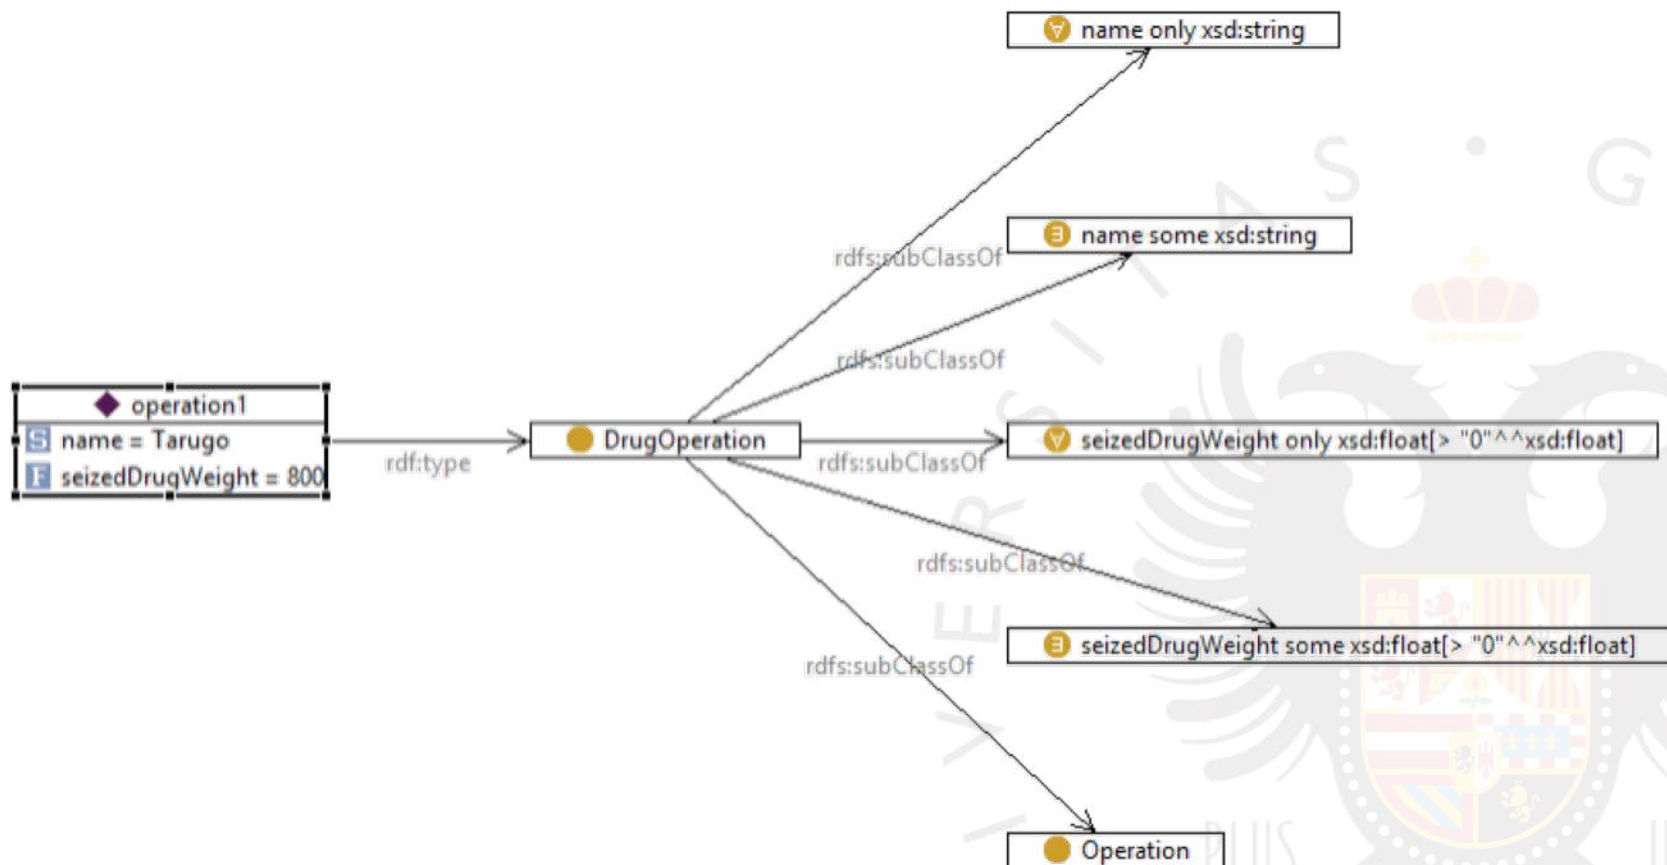 name only xsd:string
name some xsd:string
rdfs:subClassOf
rdfs:subClassOf
operation1
name = Tarugo
seizedDrugWeight = 800
rdf:type
DrugOperation
rdfs:subClassOf
seizedDrugWeight only xsd:float[> "0"^^xsd:float]
rdfs:subClassOf
seizedDrugWeight some xsd:float[> "0"^^xsd:float]
rdfs:subClassOf
Operation
I V E R S I T A S · G
PLUS